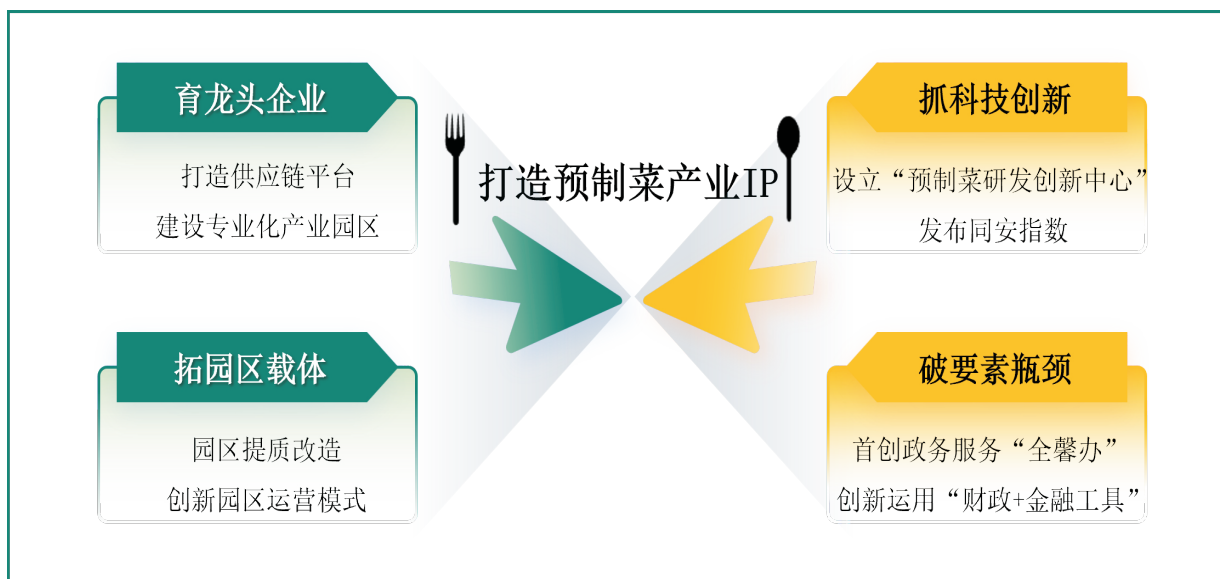 育龙头企业
打造供应链平台
建设专业化产业园区
拓园区载体
园区提质改造
创新园区运营模式
打造预制菜产业IP
抓科技创新
设立“预制菜研发创新中心”
发布同安指数
破要素瓶颈
首创政务服务“全馨办”
创新运用“财政+金融工具”